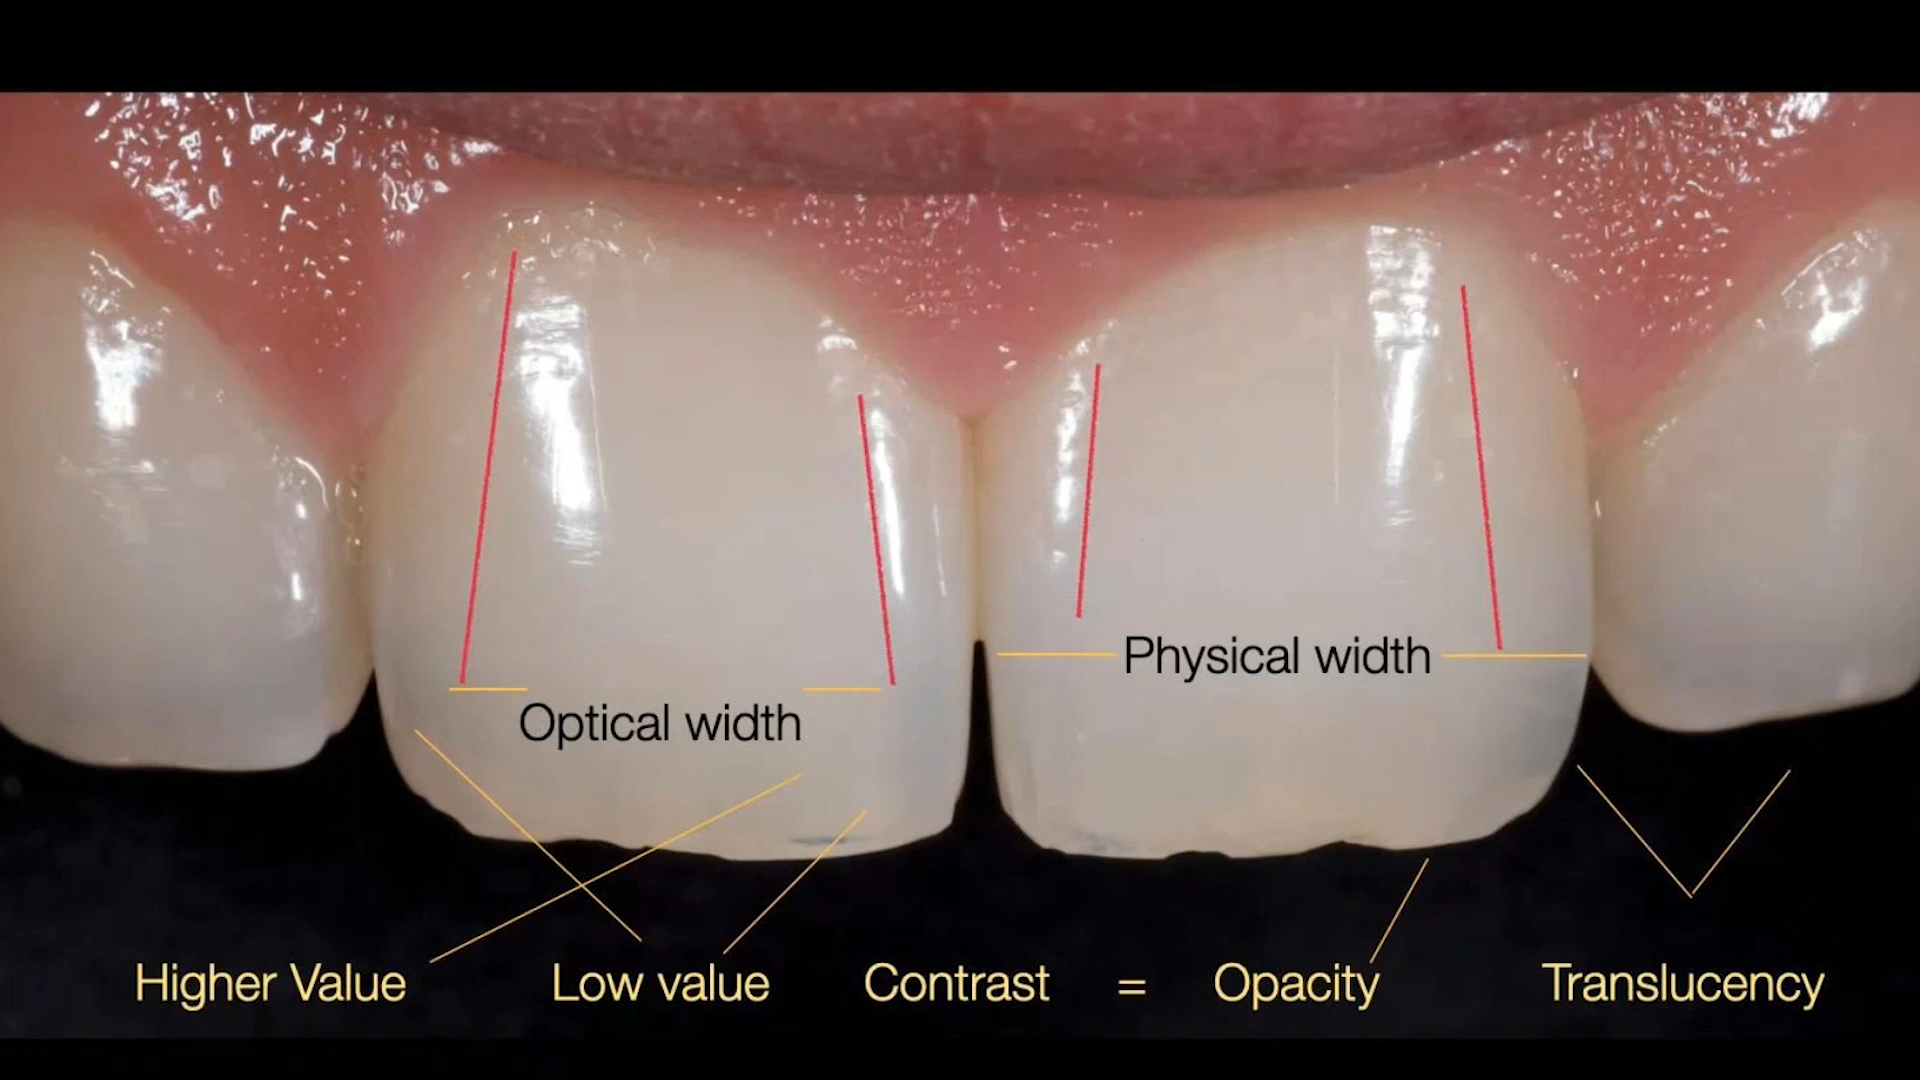 Physical width
Optical width
Higher Value Low value Contrast = Opacity Translucency